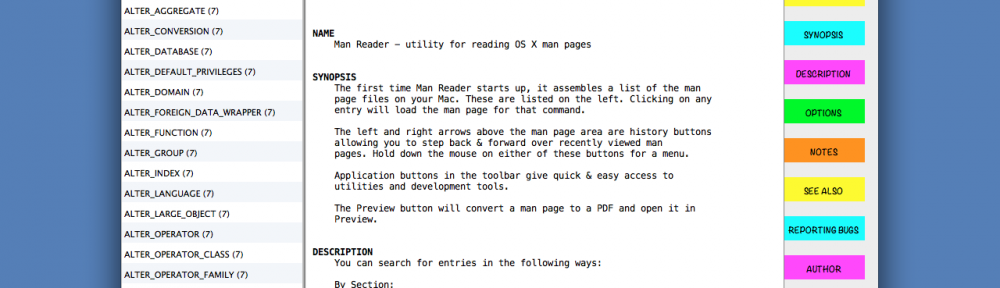 ALTER_AGGREGATE (7)
ALTER_CONVERSION (7)
ALTER_DATABASE (7)
ALTER_DEFAULT_PRIVILEGES (7)
ALTER_DOMAIN (7)
ALTER_FOREIGN_DATA_WRAPPER (7)
ALTER_FUNCTION (7)
ALTER_GROUP (7)
ALTER_INDEX (7)
ALTER_LANGUAGE (7)
ALTER_LARGE_OBJECT (7)
ALTER_OPERATOR (7)
ALTER_OPERATOR_CLASS (7)
ALTER_OPERATOR_FAMILY (7)
NAME
Man Reader – utility for reading OS X man pages
SYNOPSIS
The first time Man Reader starts up, it assembles a list of the man
page files on your Mac. These are listed on the left. Clicking on any
entry will load the man page for that command.
The left and right arrows above the man page area are history buttons
allowing you to step back & forward over recently viewed man
pages. Hold down the mouse on either of these buttons for a menu.
Application buttons in the toolbar give quick & easy access to
utilities and development tools.
The Preview button will convert a man page to a PDF and open it in
Preview.
DESCRIPTION
You can search for entries in the following ways:
By Section:
SYNOPSIS
DESCRIPTION
OPTIONS
NOTES
SEE ALSO
REPORTING BUGS
AUTHOR